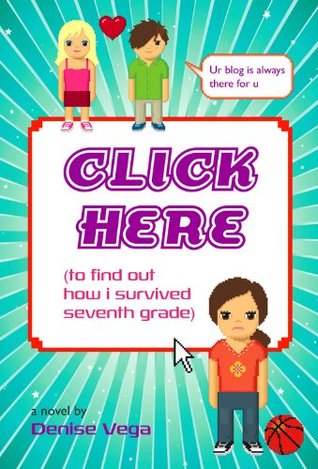 Ur blog is always
there for u
CLICK
HERE
(to find out
how i survived
seventh grade)
a novel by
Denise Vega